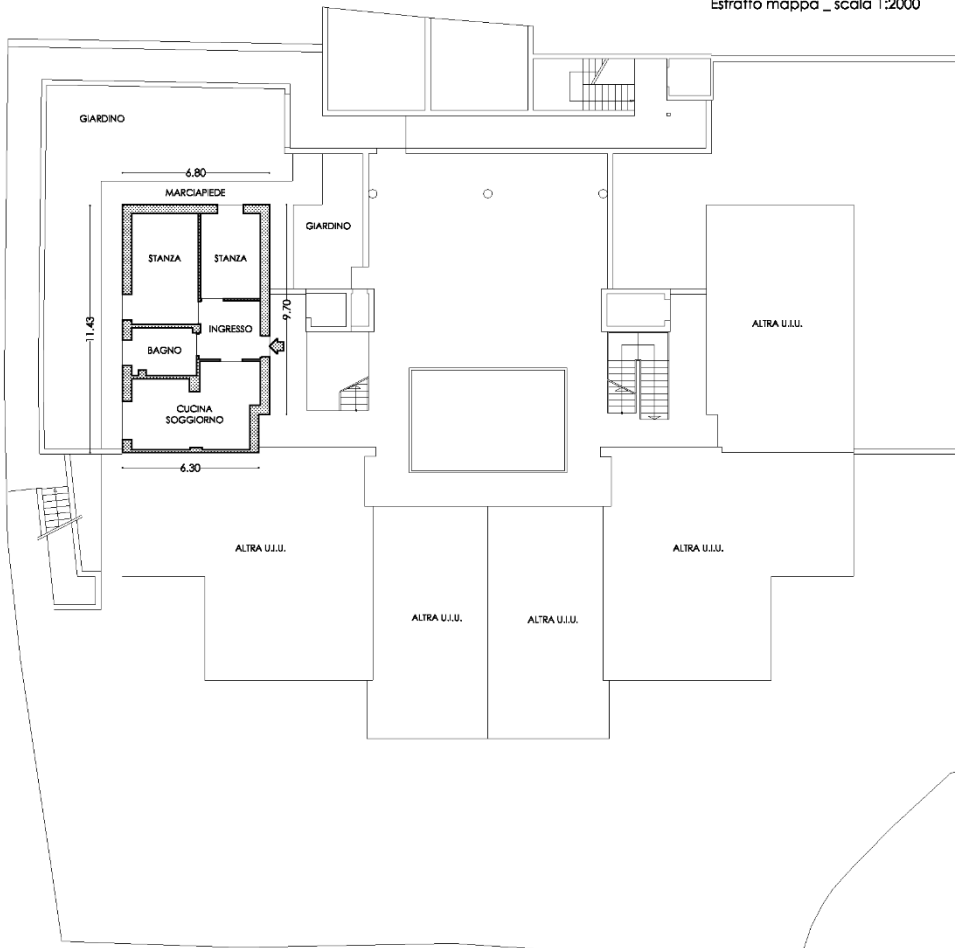 Estratto mappa _ scala 1:2000
GIARDINO
6.80
MARCIAPIEDE
GIARDINO
STANZA
STANZA
9.70
11.43
INGRESSO
ALTRA U.I.U.
BAGNO
CUCINA
SOGGIORNO
6.30
ALTRA U.I.U.
ALTRA U.I.U.
ALTRA U.I.U.
ALTRA U.I.U.